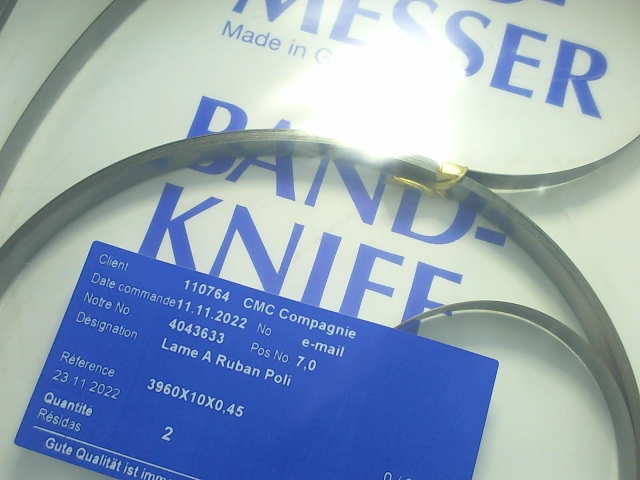 MESSER
Made in G
BAND-
KNIFE
Client 110764 CMC Compagnie
Date commande 11.11.2022 No e-mail
Notre No 4043633 Pos No 7,0
Désignation Lame A Ruban Poli
Référence 3960X10X0,45
23 11 2022
Quantité 2
Résidas
Gute Qualität ist imm